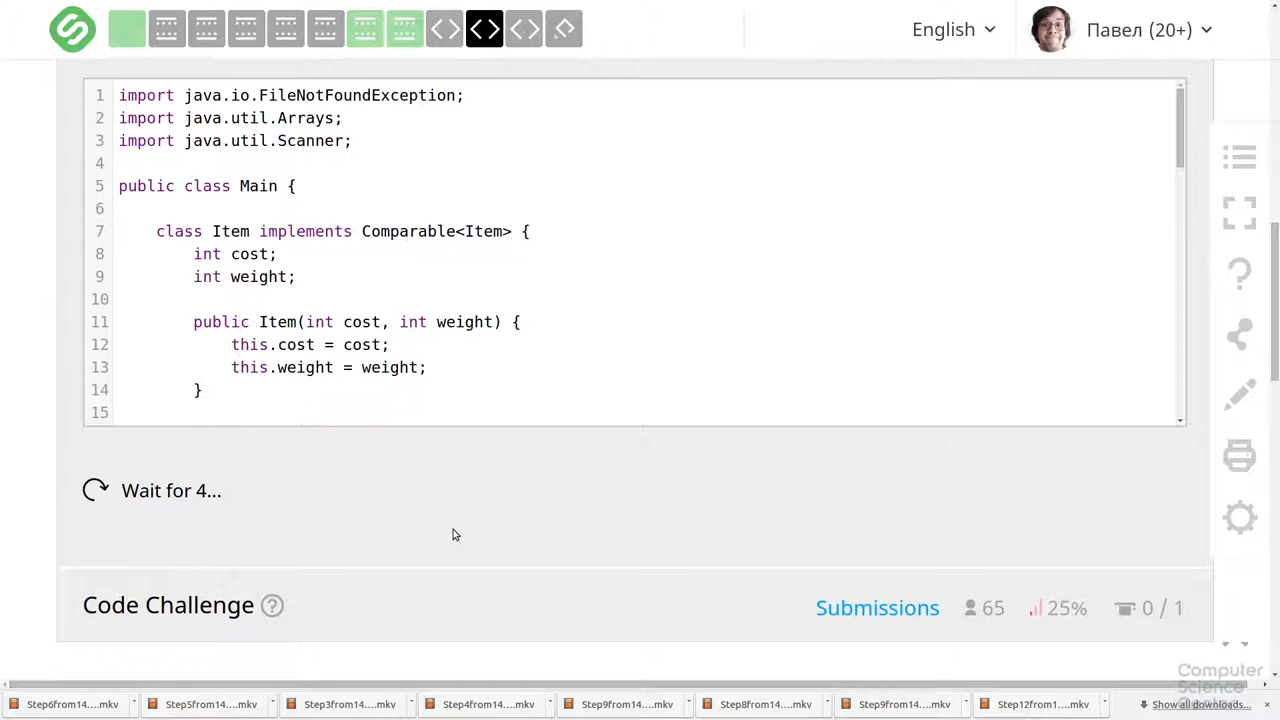 English
Павел (20+)
1 import java.io.FileNotFoundException;
2 import java.util.Arrays;
3 import java.util.Scanner;
4
5 public class Main {
6
7 class Item implements Comparable<Item> {
8 int cost;
9 int weight;
10
11 public Item(int cost, int weight) {
12 this.cost = cost;
13 this.weight = weight;
14 }
15
Wait for 4...
Code Challenge ?
Submissions 65 25% 0 / 1
Computer
Science
Step6from14....mkv Step5from14....mkv Step3from14....mkv Step4from14....mkv Step9from14....mkv Step8from14....mkv Step9from14....mkv Step12from1....mkv Show all downloads...